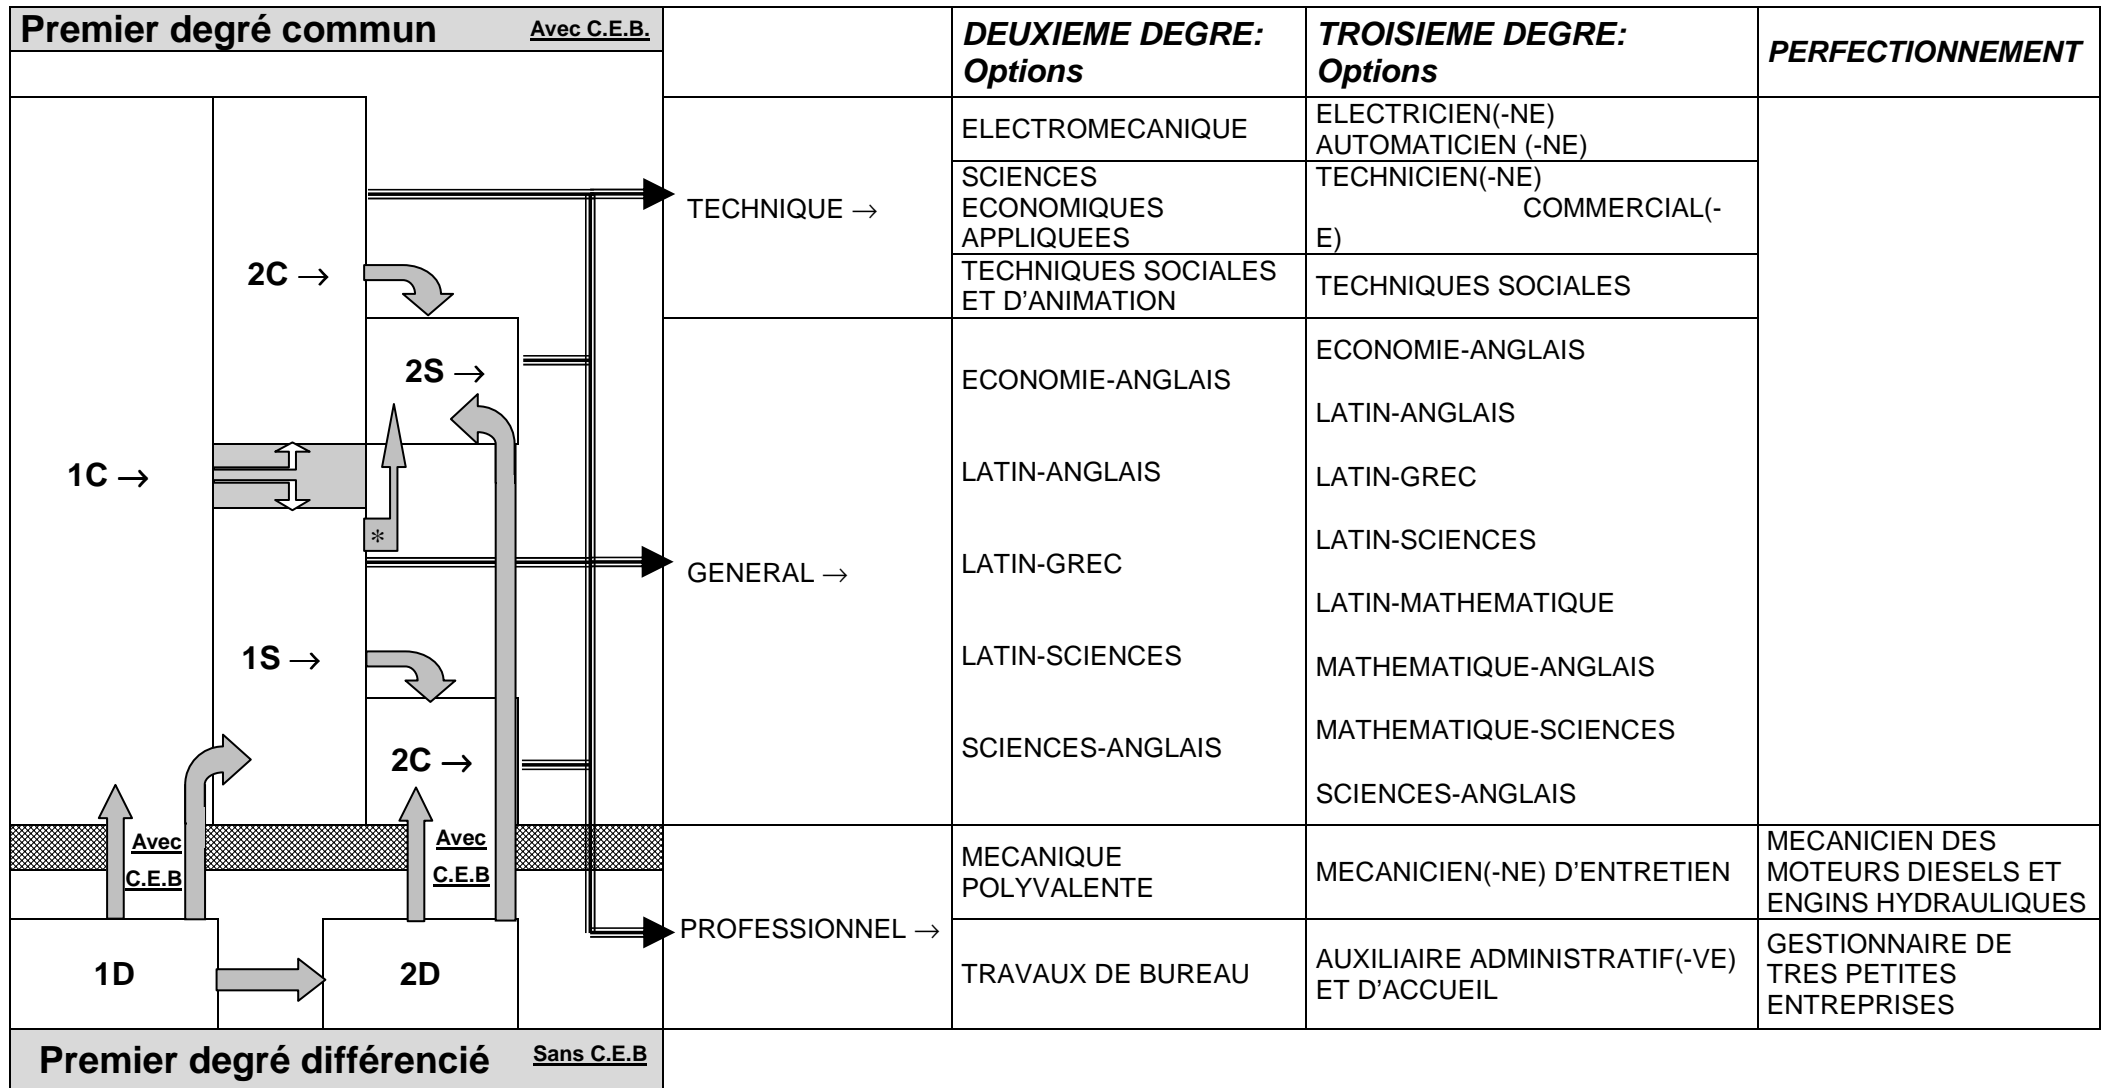 Premier degré commun Avec C.E.B.
DEUXIEME DEGRE:
Options
TROISIEME DEGRE:
Options
PERFECTIONNEMENT
1C →
2C →
2S →
*
1S →
2C →
Avec
C.E.B
Avec
C.E.B
1D
2D
Premier degré différencié Sans C.E.B
TECHNIQUE →
ELECTROMECANIQUE
ELECTRICIEN(-NE)
AUTOMATICIEN (-NE)
SCIENCES
ECONOMIQUES
APPLIQUEES
TECHNICIEN(-NE)
COMMERCIAL(-
E)
TECHNIQUES SOCIALES
ET D’ANIMATION
TECHNIQUES SOCIALES
GENERAL →
ECONOMIE-ANGLAIS
LATIN-ANGLAIS
LATIN-GREC
LATIN-SCIENCES
SCIENCES-ANGLAIS
ECONOMIE-ANGLAIS
LATIN-ANGLAIS
LATIN-GREC
LATIN-SCIENCES
LATIN-MATHEMATIQUE
MATHEMATIQUE-ANGLAIS
MATHEMATIQUE-SCIENCES
SCIENCES-ANGLAIS
PROFESSIONNEL →
MECANIQUE
POLYVALENTE
MECANICIEN(-NE) D’ENTRETIEN
MECANICIEN DES
MOTEURS DIESELS ET
ENGINS HYDRAULIQUES
TRAVAUX DE BUREAU
AUXILIAIRE ADMINISTRATIF(-VE)
ET D’ACCUEIL
GESTIONNAIRE DE
TRES PETITES
ENTREPRISES